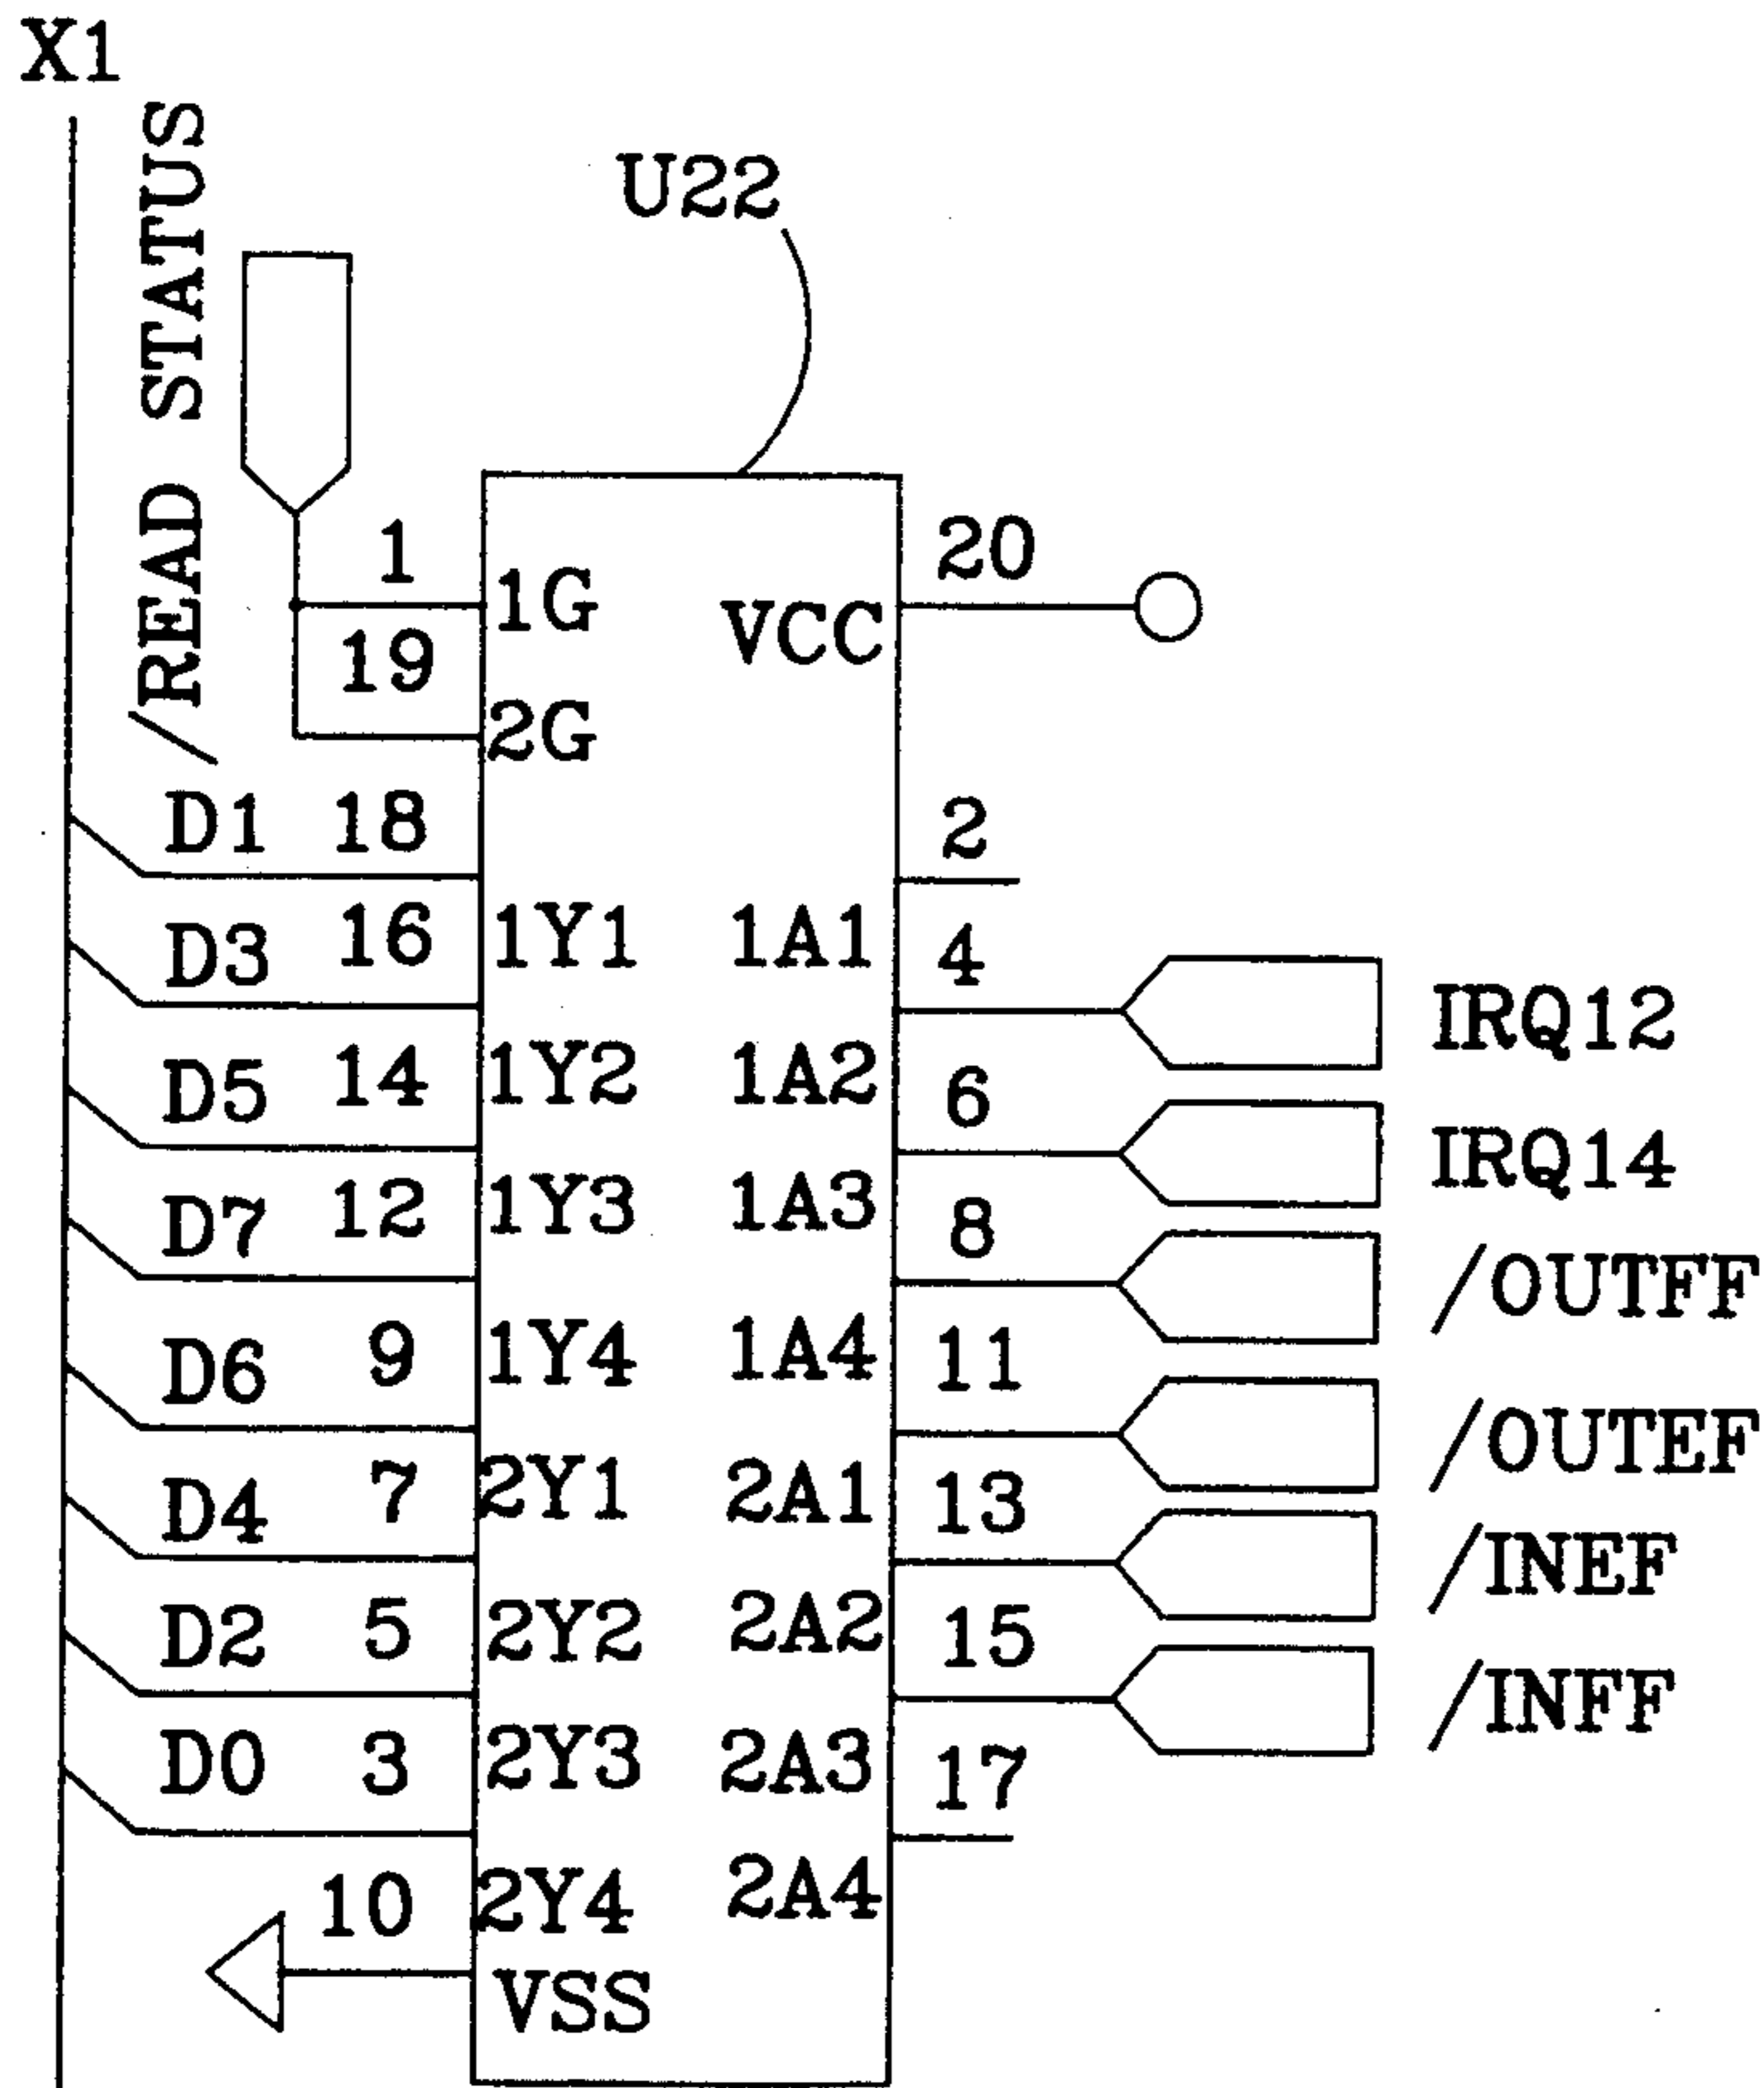 X1
/READ STATUS
U22
1
20
1G
VCC
19
2G
D1 18
2
D3 16 1Y1 1A1 4
IRQ12
D5 14 1Y2 1A2 6
IRQ14
D7 12 1Y3 1A3 8
/OUTFF
D6 9 1Y4 1A4 11
/OUTEF
D4 7 2Y1 2A1 13
/INEF
D2 5 2Y2 2A2 15
/INFF
D0 3 2Y3 2A3 17
10 2Y4 2A4
VSS